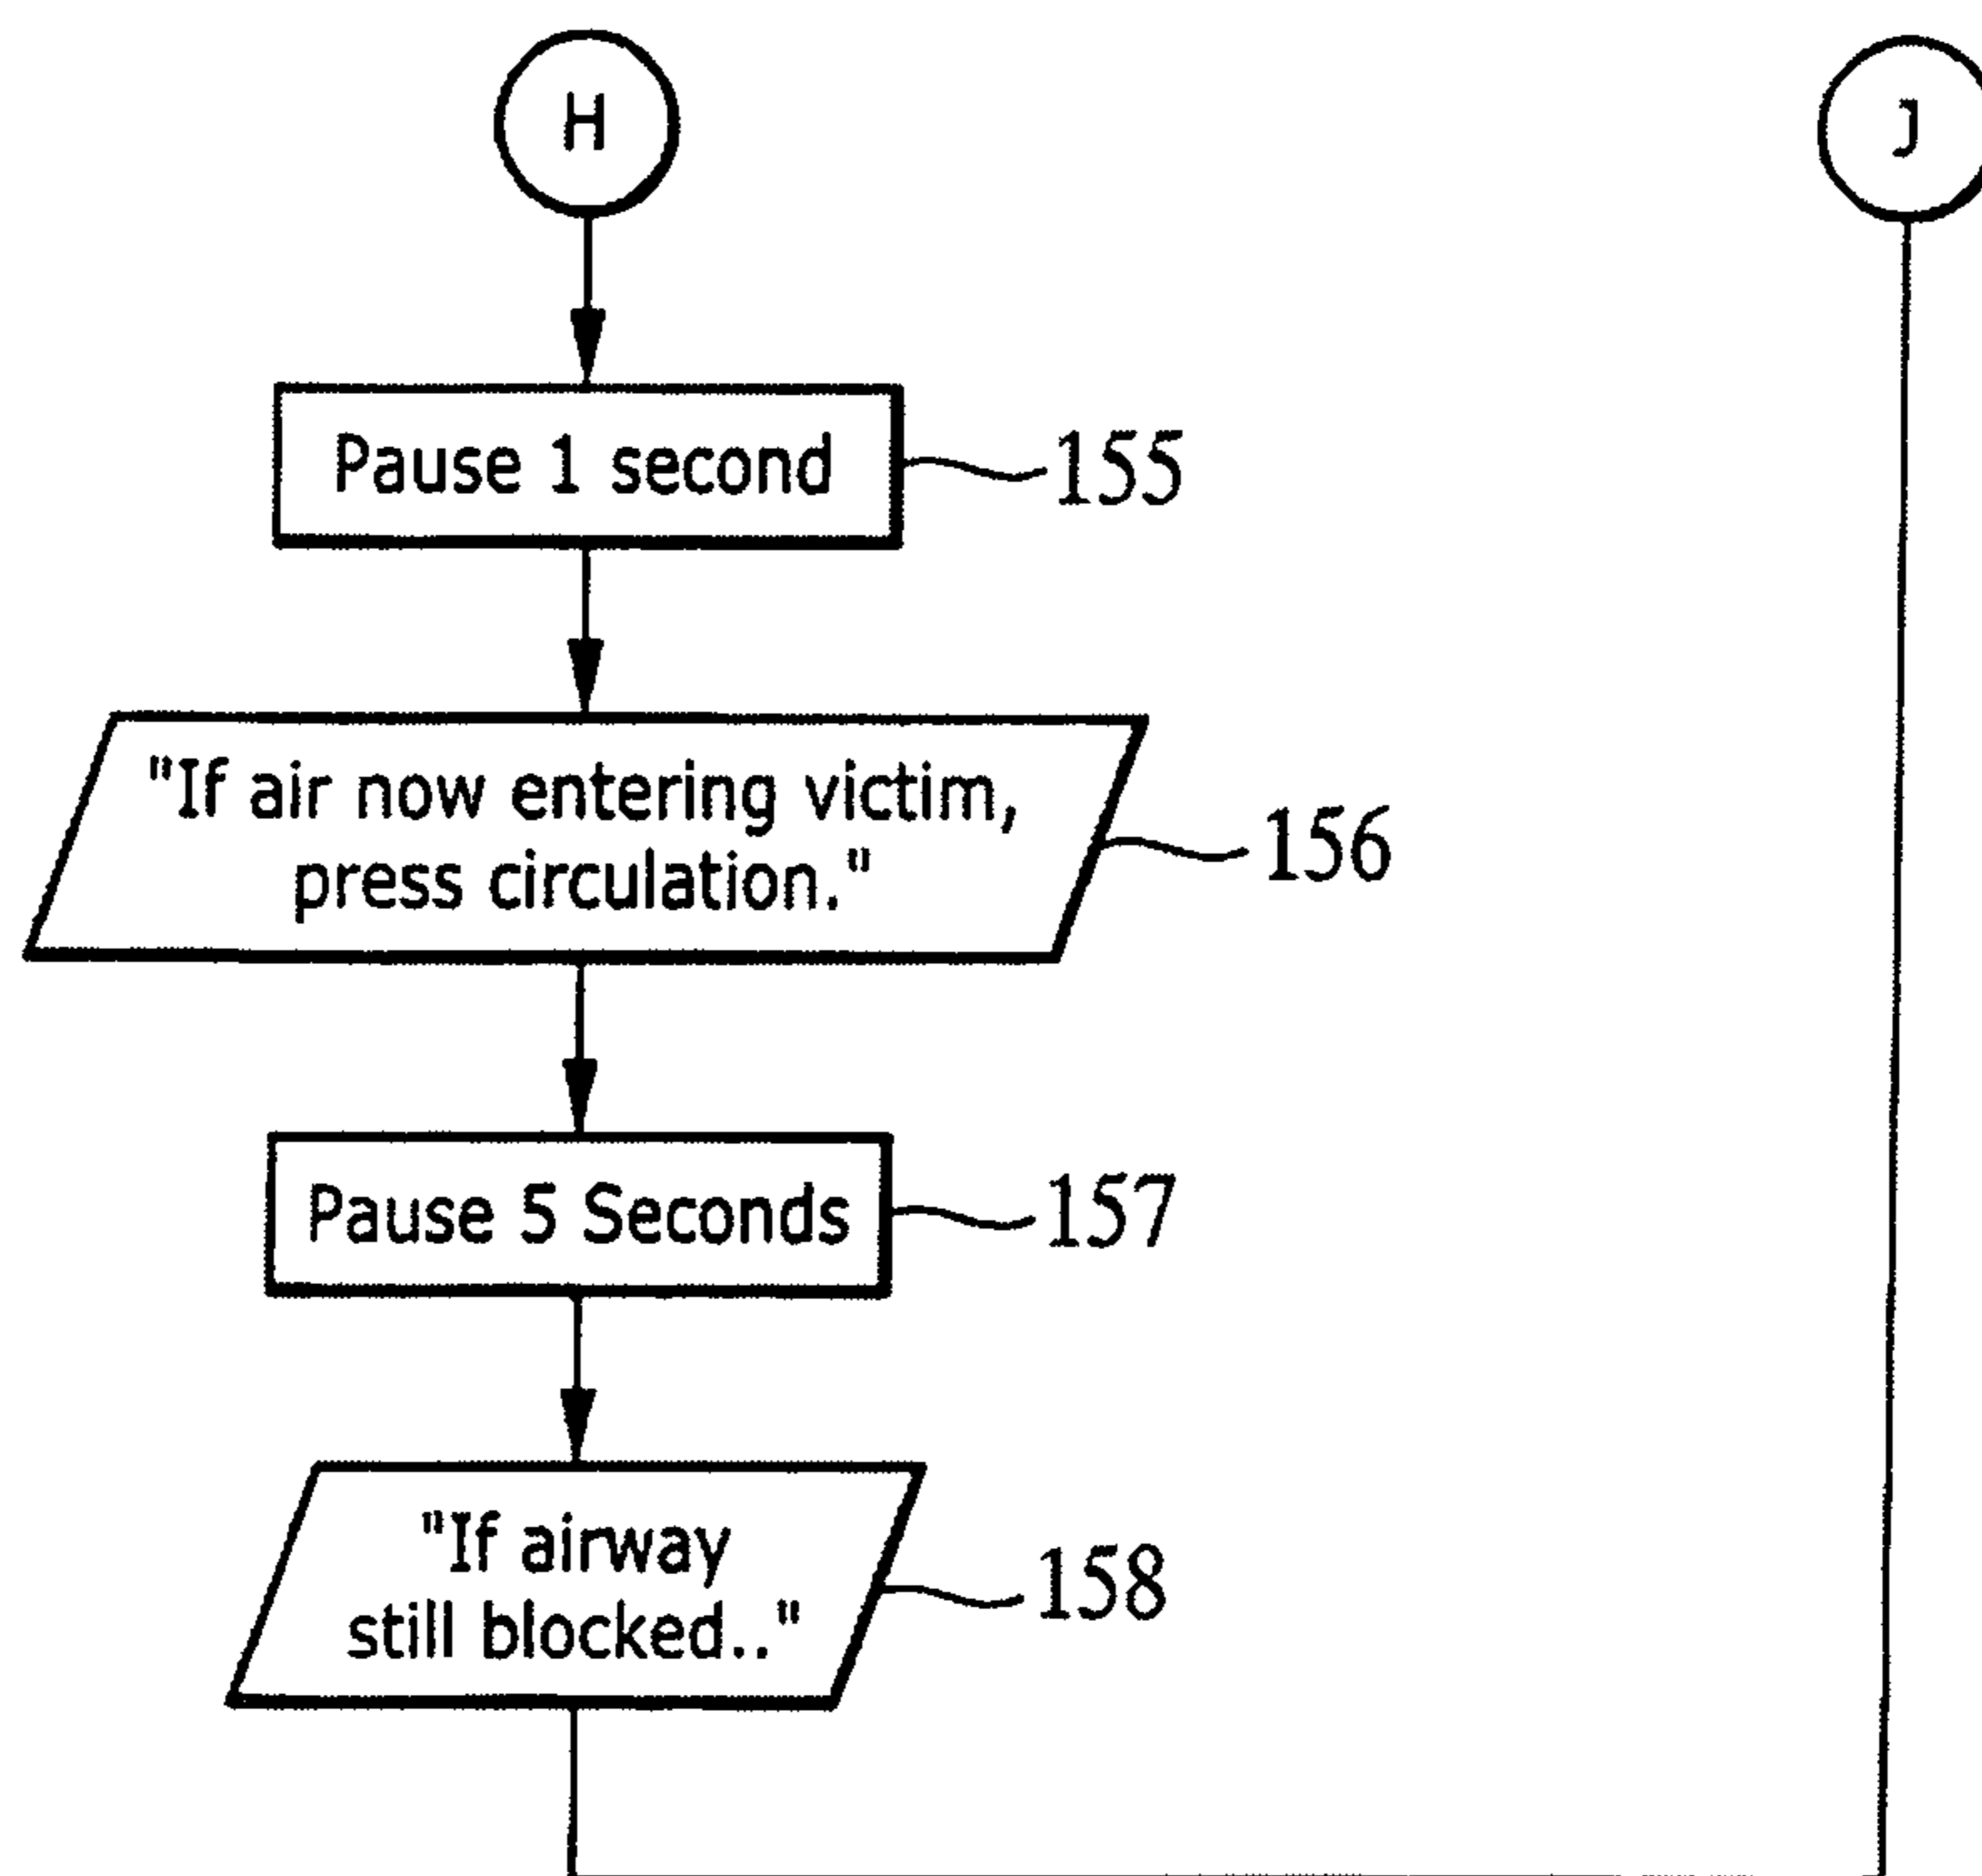 H
J
Pause 1 second
155
"If air now entering victim,
press circulation."
156
Pause 5 Seconds
157
"If airway
still blocked.."
158